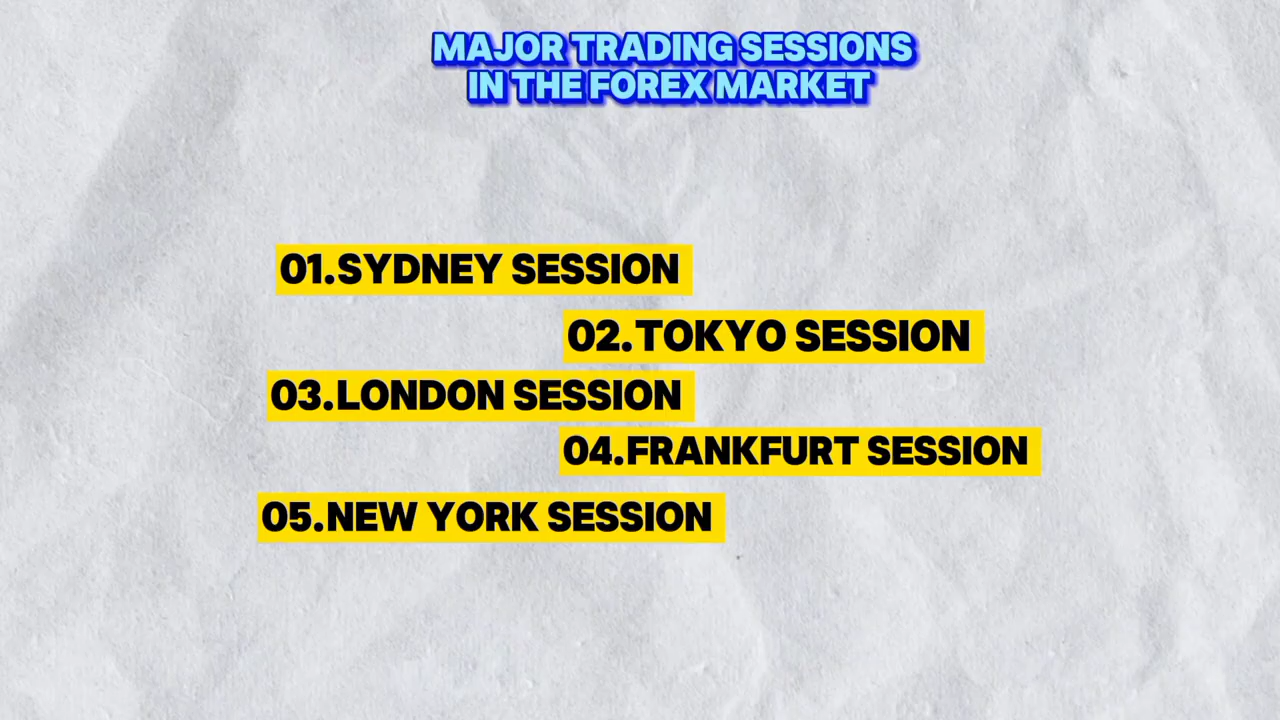 MAJOR TRADING SESSIONS
IN THE FOREX MARKET
01.SYDNEY SESSION
02.TOKYO SESSION
03.LONDON SESSION
04.FRANKFURT SESSION
05.NEW YORK SESSION